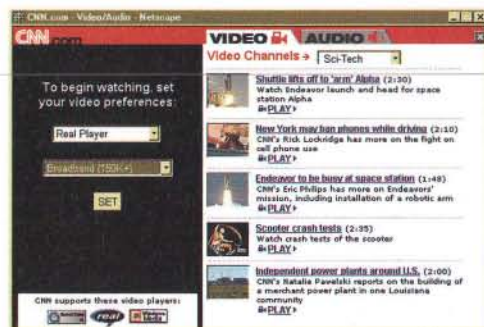 CNN.com - Video/Audio - Netscape
CNN.com
VIDEO
AUDIO
Video Channels
Sci-Tech
To begin watching, set
your video preferences:
Real Player
Broadband (150K+)
SET
CNN supports these video players:
real
Windows
Media
Shuttle lifts off to 'arm' Alpha (2:30)
Watch Endeavor launch and head for space
station Alpha
PLAY
New York may ban phones while driving (2:10)
CNN's Rick Lockridge has more on the fight on
cell phone use
PLAY
Endeavor to be busy at space station (1:48)
CNN's Eric Philips has more on Endeavors'
mission, including installation of a robotic arm
PLAY
Scooter crash tests (2:35)
Watch crash tests of the scooter
PLAY
Independent power plants around U.S. (2:00)
CNN's Natalie Pavelski reports on the building of
a merchant power plant in one Louisiana
community
PLAY